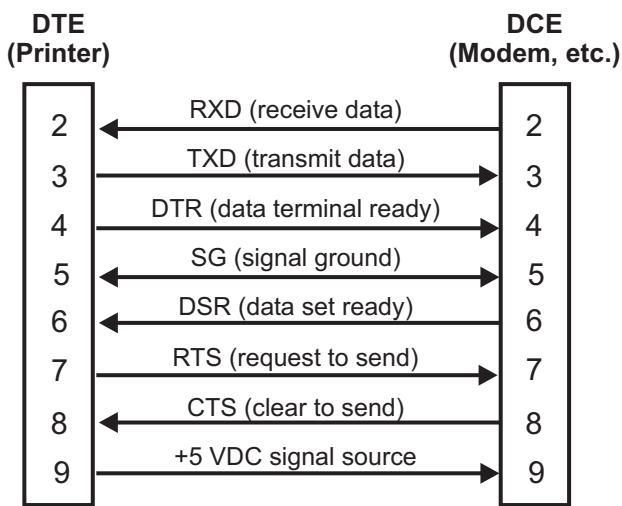 DTE DCE
(Printer) (Modem, etc.)
2 RXD (receive data) 2
3 TXD (transmit data) 3
4 DTR (data terminal ready) 4
5 SG (signal ground) 5
6 DSR (data set ready) 6
7 RTS (request to send) 7
8 CTS (clear to send) 8
9 +5 VDC signal source 9